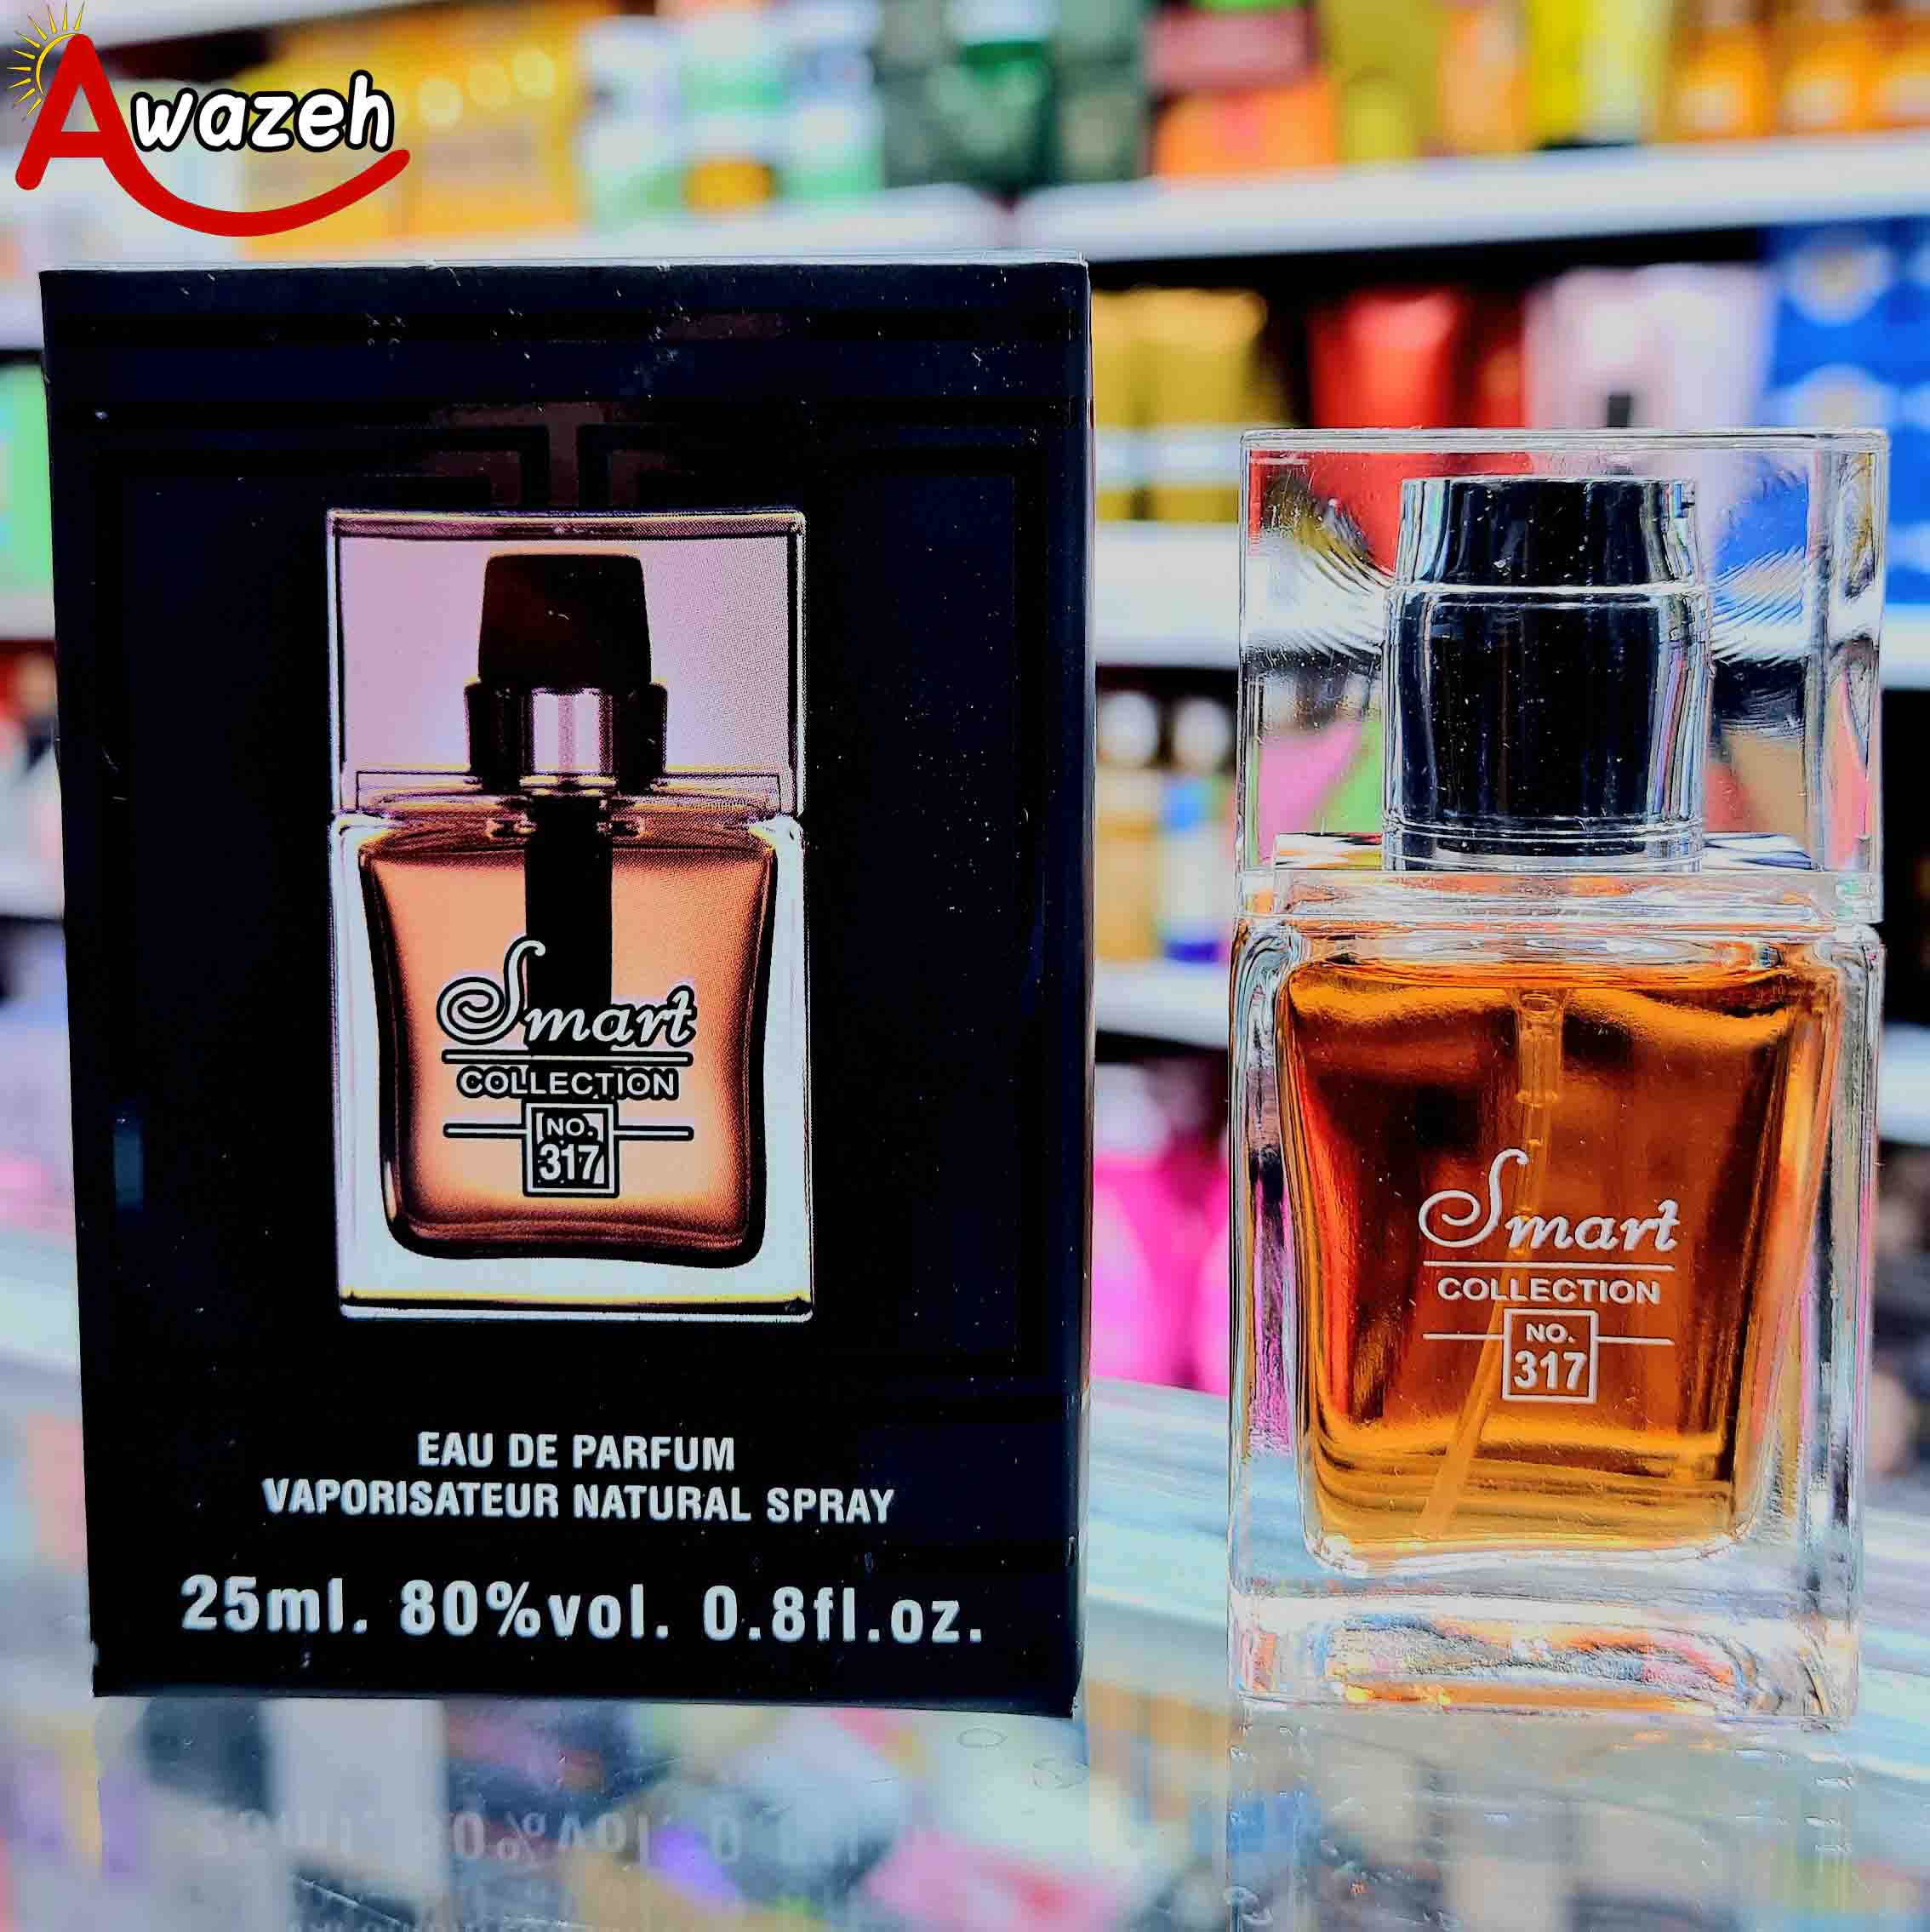 Awazeh
Smart
COLLECTION
NO.
317
EAU DE PARFUM
VAPORISATEUR NATURAL SPRAY
25ml. 80%vol. 0.8fl.oz.
Smart
COLLECTION
NO.
317